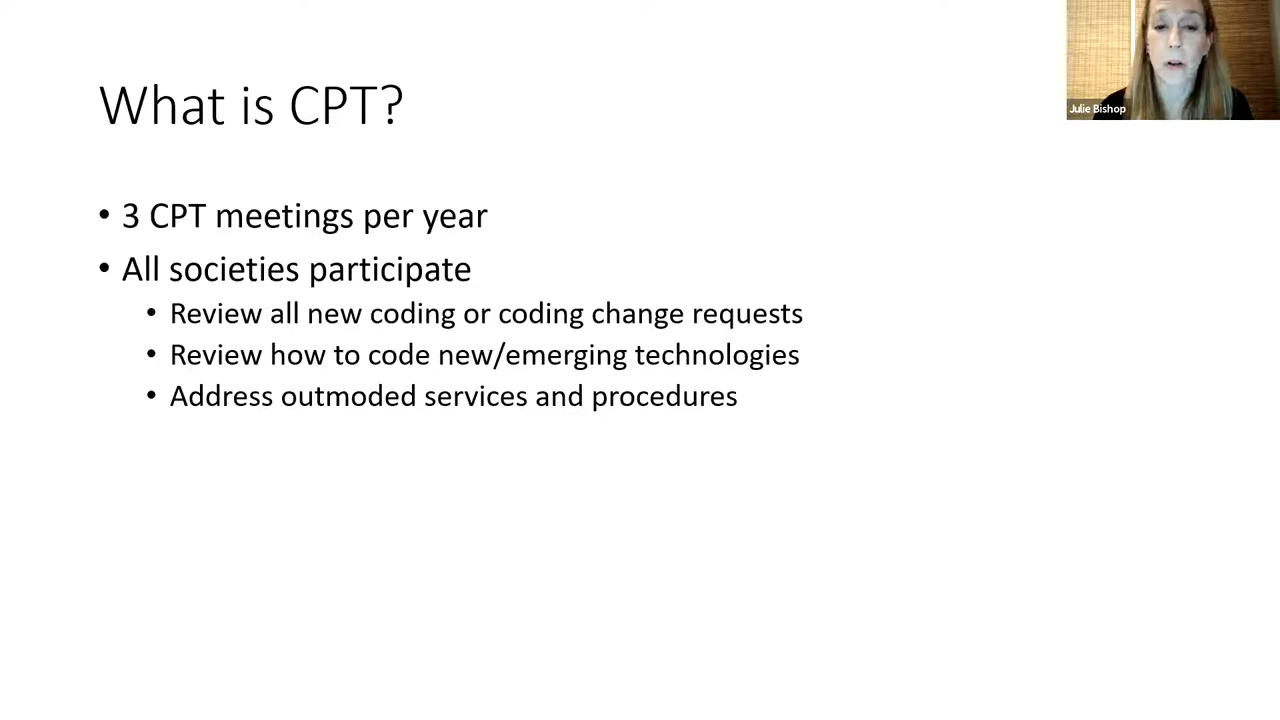 What is CPT?
• 3 CPT meetings per year
• All societies participate
• Review all new coding or coding change requests
• Review how to code new/emerging technologies
• Address outmoded services and procedures
Julie Bishop